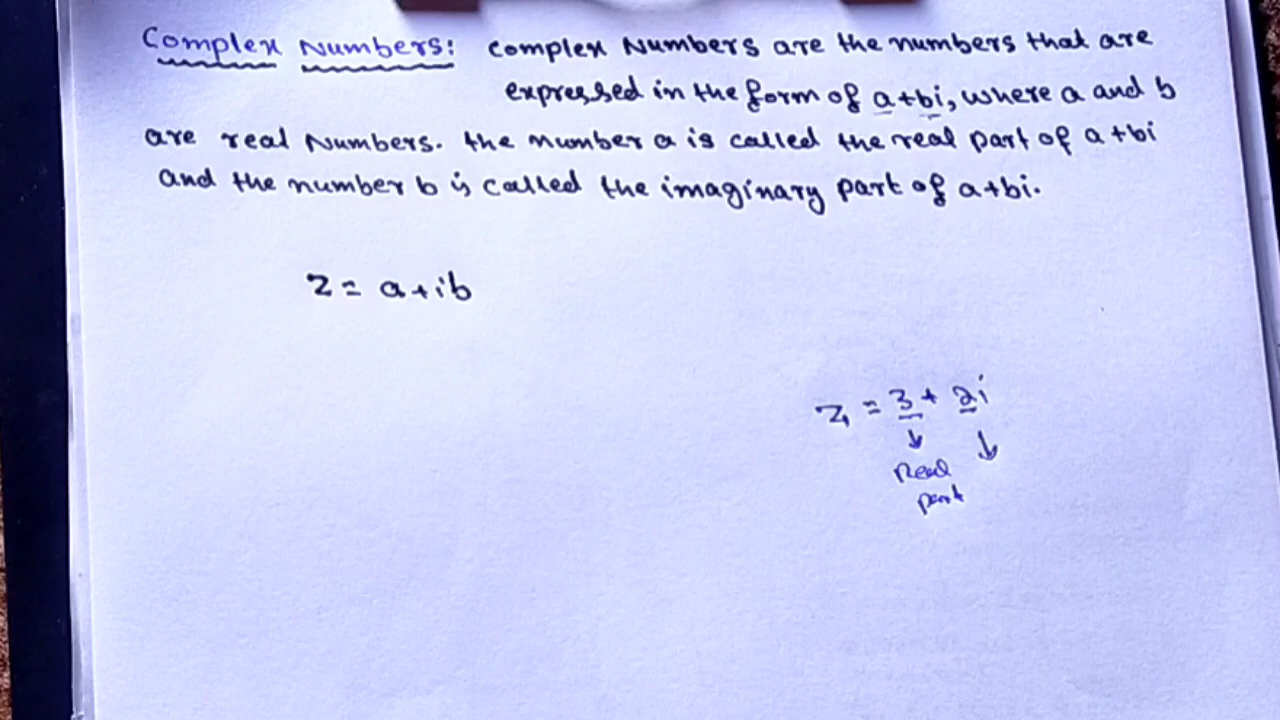 Complex Numbers: Complex Numbers are the numbers that are
expressed in the form of a+bi, where a and b
are real Numbers. the number a is called the real part of a+bi
and the number b is called the imaginary part of a+bi.
Z = a+ib
Z₁ = 3 + 2i
↓ ↓
Real
part